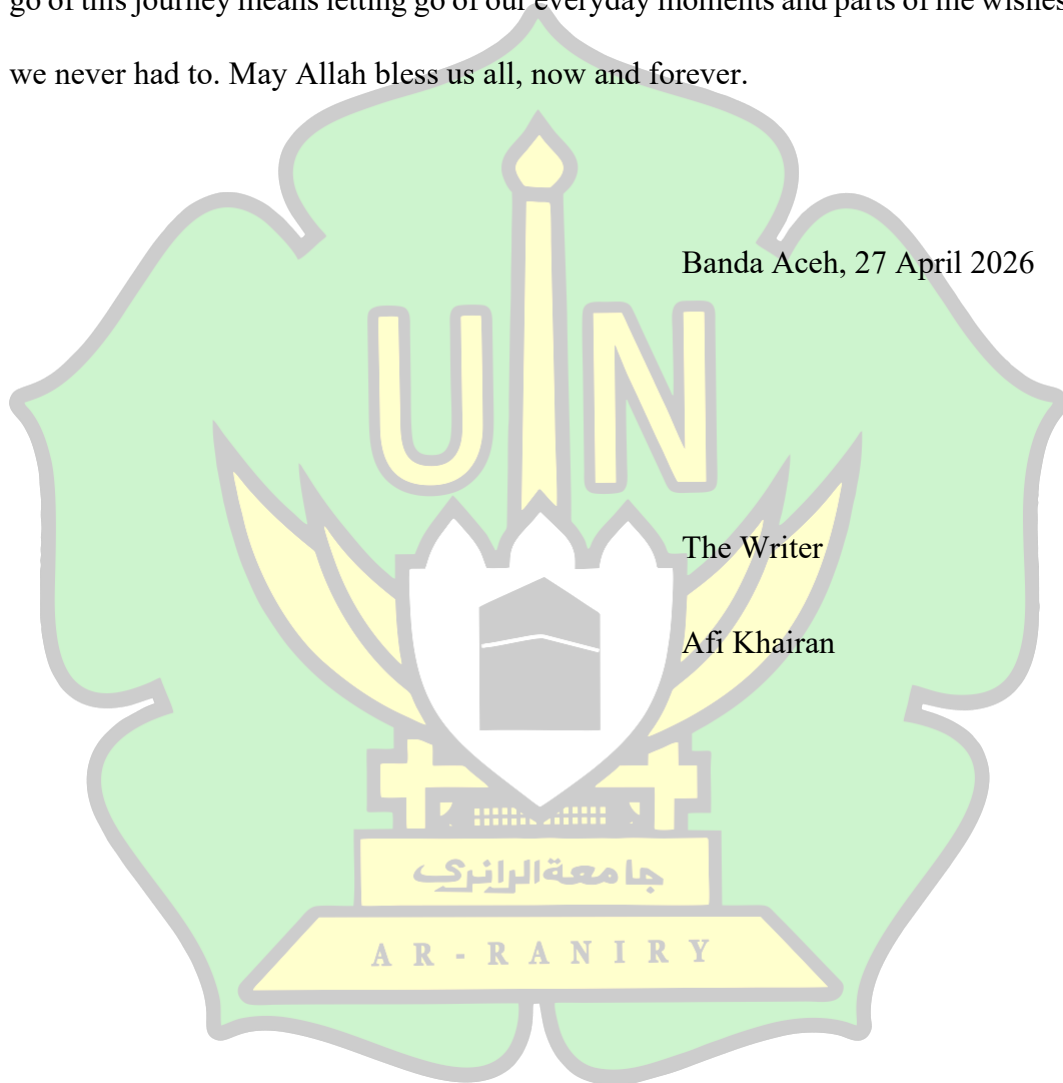 go of this journey means letting go of our everyday moments and parts of me wishes
we never had to. May Allah bless us all, now and forever.
Banda Aceh, 27 April 2026
UIN
The Writer
Afi Khairan
جامعة الرانري
AR-RANIRY